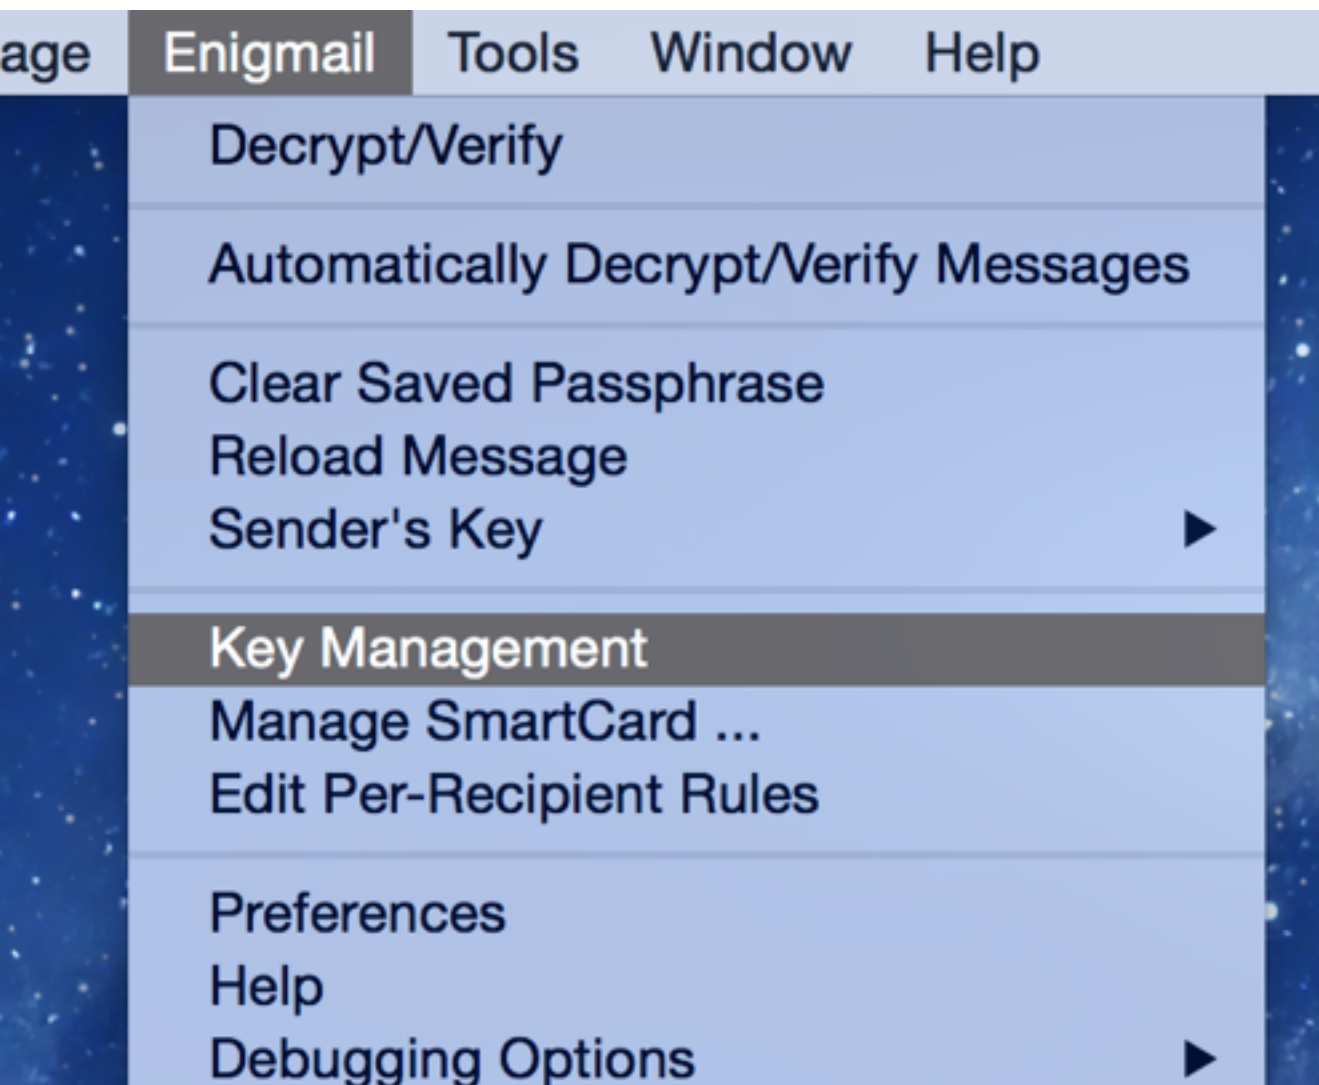 age Enigmail Tools Window Help
Decrypt/Verify
Automatically Decrypt/Verify Messages
Clear Saved Passphrase
Reload Message
Sender's Key
Key Management
Manage SmartCard ...
Edit Per-Recipient Rules
Preferences
Help
Debugging Options